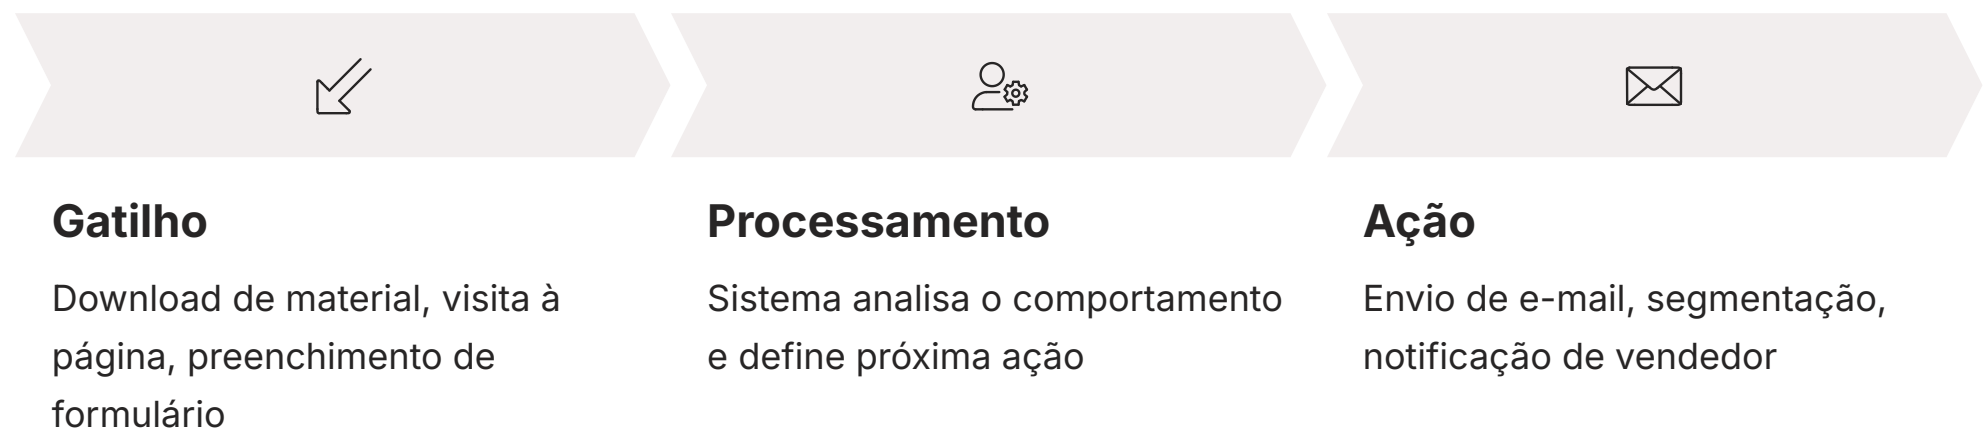 Gatilho
Download de material, visita à
página, preenchimento de
formulário
Processamento
Sistema analisa o comportamento
e define próxima ação
Ação
Envio de e-mail, segmentação,
notificação de vendedor